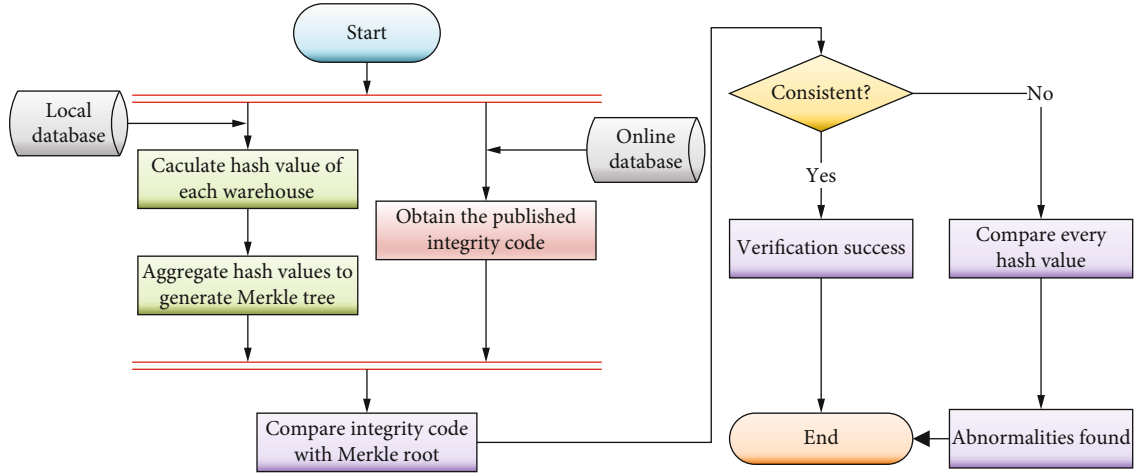 Start
Local
database
Caculate hash value of
each warehouse
Aggregate hash values to
generate Merkle tree
Online
database
Obtain the published
integrity code
Compare integrity code
with Merkle root
Consistent?
No
Yes
Verification success
Compare every
hash value
End
Abnormalities found